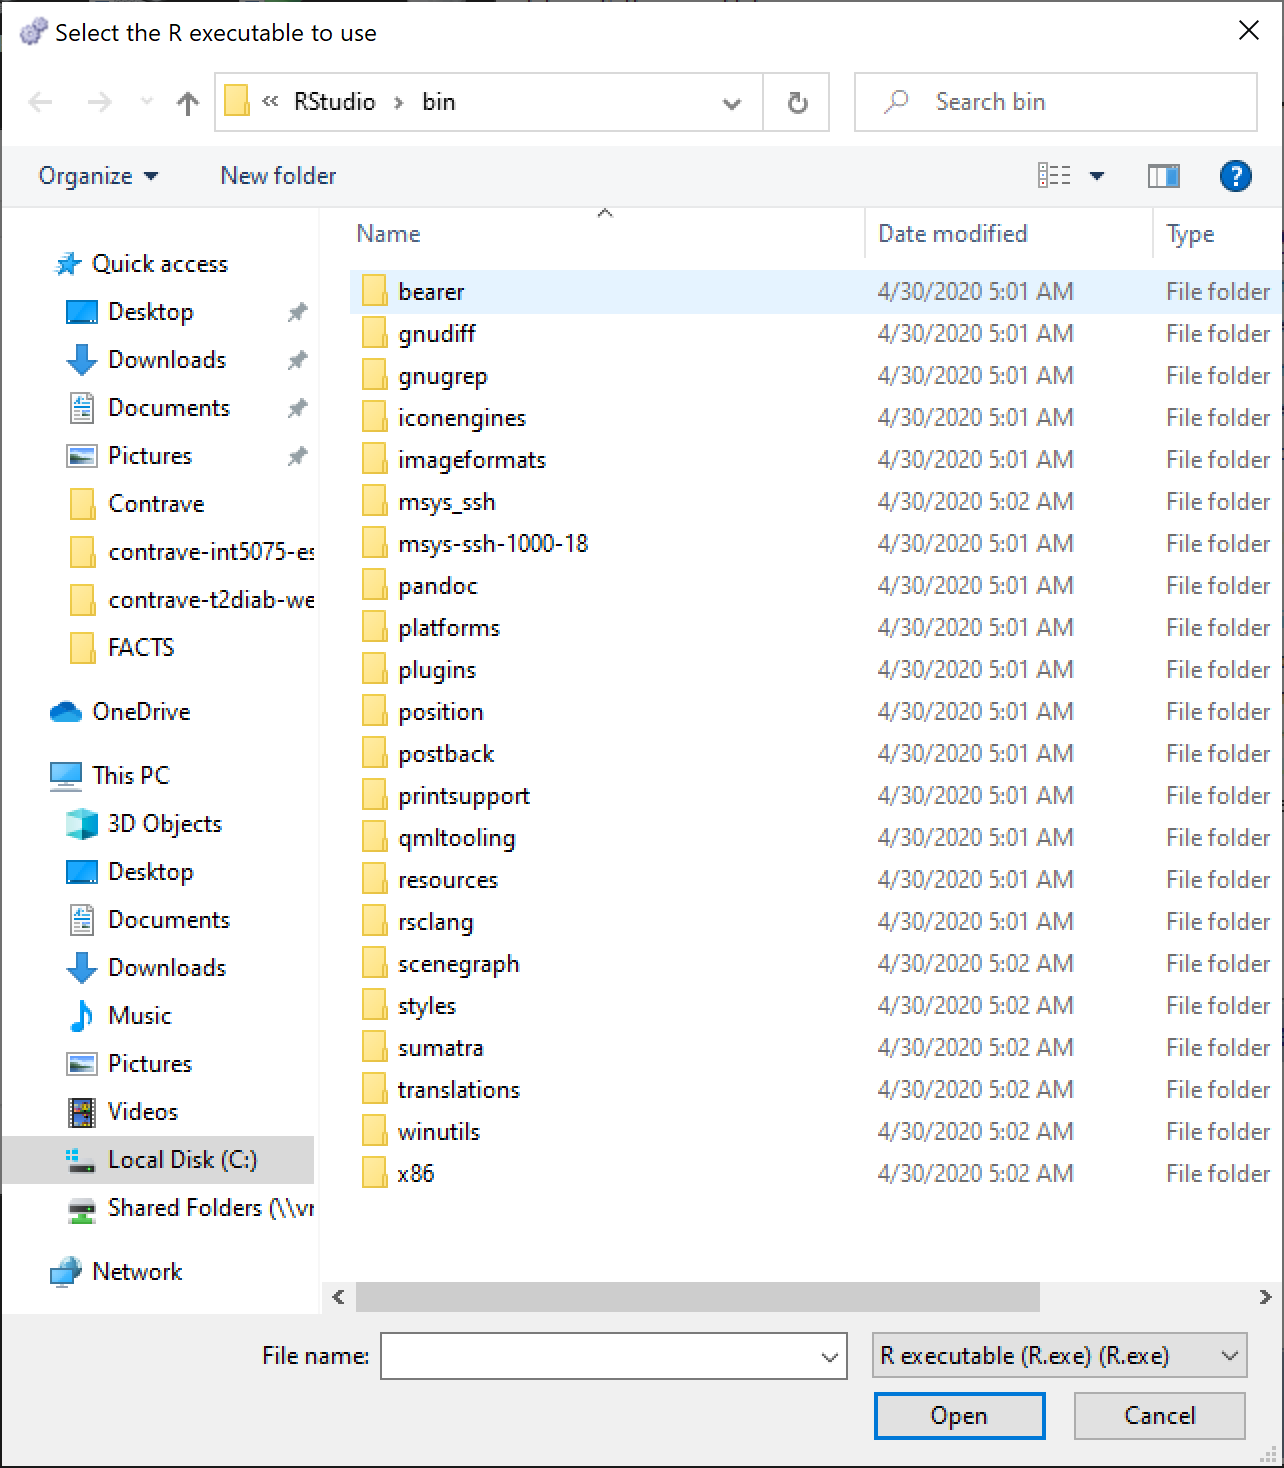 Select the R executable to use
« RStudio › bin
Search bin
Organize
New folder
?
Name Date modified Type
Quick access
Desktop
Downloads
Documents
Pictures
Contrave
contrave-int5075-es
contrave-t2diab-we
FACTS
OneDrive
This PC
3D Objects
Desktop
Documents
Downloads
Music
Pictures
Videos
Local Disk (C:)
Shared Folders (\\vr
Network
bearer 4/30/2020 5:01 AM File folder
gnudiff 4/30/2020 5:01 AM File folder
gnugrep 4/30/2020 5:01 AM File folder
iconengines 4/30/2020 5:01 AM File folder
imageformats 4/30/2020 5:01 AM File folder
msys_ssh 4/30/2020 5:02 AM File folder
msys-ssh-1000-18 4/30/2020 5:01 AM File folder
pandoc 4/30/2020 5:01 AM File folder
platforms 4/30/2020 5:01 AM File folder
plugins 4/30/2020 5:01 AM File folder
position 4/30/2020 5:01 AM File folder
postback 4/30/2020 5:01 AM File folder
printsupport 4/30/2020 5:01 AM File folder
qmltooling 4/30/2020 5:01 AM File folder
resources 4/30/2020 5:01 AM File folder
rsclang 4/30/2020 5:01 AM File folder
scenegraph 4/30/2020 5:02 AM File folder
styles 4/30/2020 5:02 AM File folder
sumatra 4/30/2020 5:02 AM File folder
translations 4/30/2020 5:02 AM File folder
winutils 4/30/2020 5:02 AM File folder
x86 4/30/2020 5:02 AM File folder
File name:
R executable (R.exe) (R.exe)
Open
Cancel